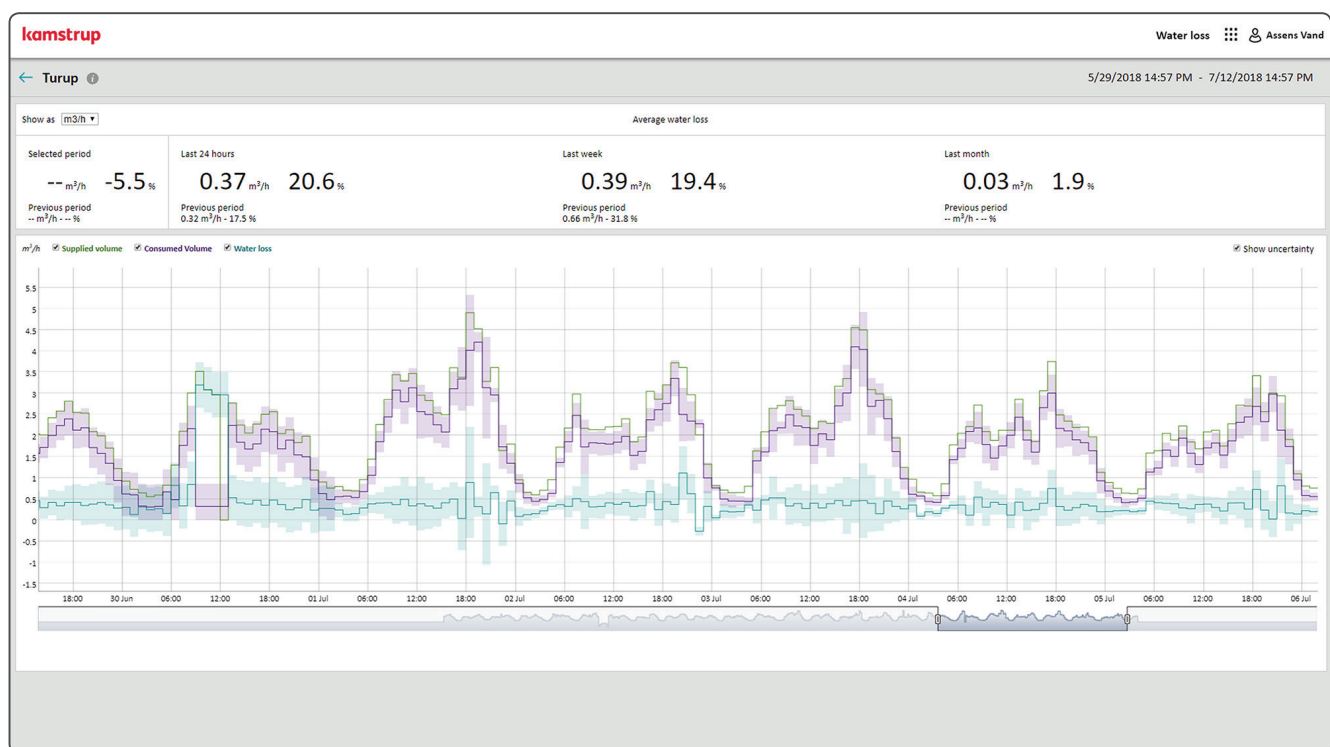 kamstrup
Water loss Assens Vand
Turup
5/29/2018 14:57 PM - 7/12/2018 14:57 PM
Show as m3/h ▾
Average water loss
Selected period Last 24 hours Last week Last month
-- m³/h -5.5 % 0.37 m³/h 20.6 % 0.39 m³/h 19.4 % 0.03 m³/h 1.9 %
Previous period Previous period Previous period Previous period
-- m³/h - -- % 0.32 m³/h - 17.5 % 0.66 m³/h - 31.8 % -- m³/h - -- %
m³/h Supplied volume Consumed Volume Water loss Show uncertainty
5.5
5
4.5
4
3.5
3
2.5
2
1.5
1
0.5
0
-0.5
-1
-1.5
18:00 30 Jun 06:00 12:00 18:00 01 Jul 06:00 12:00 18:00 02 Jul 06:00 12:00 18:00 03 Jul 06:00 12:00 18:00 04 Jul 06:00 12:00 18:00 05 Jul 06:00 12:00 18:00 06 Jul